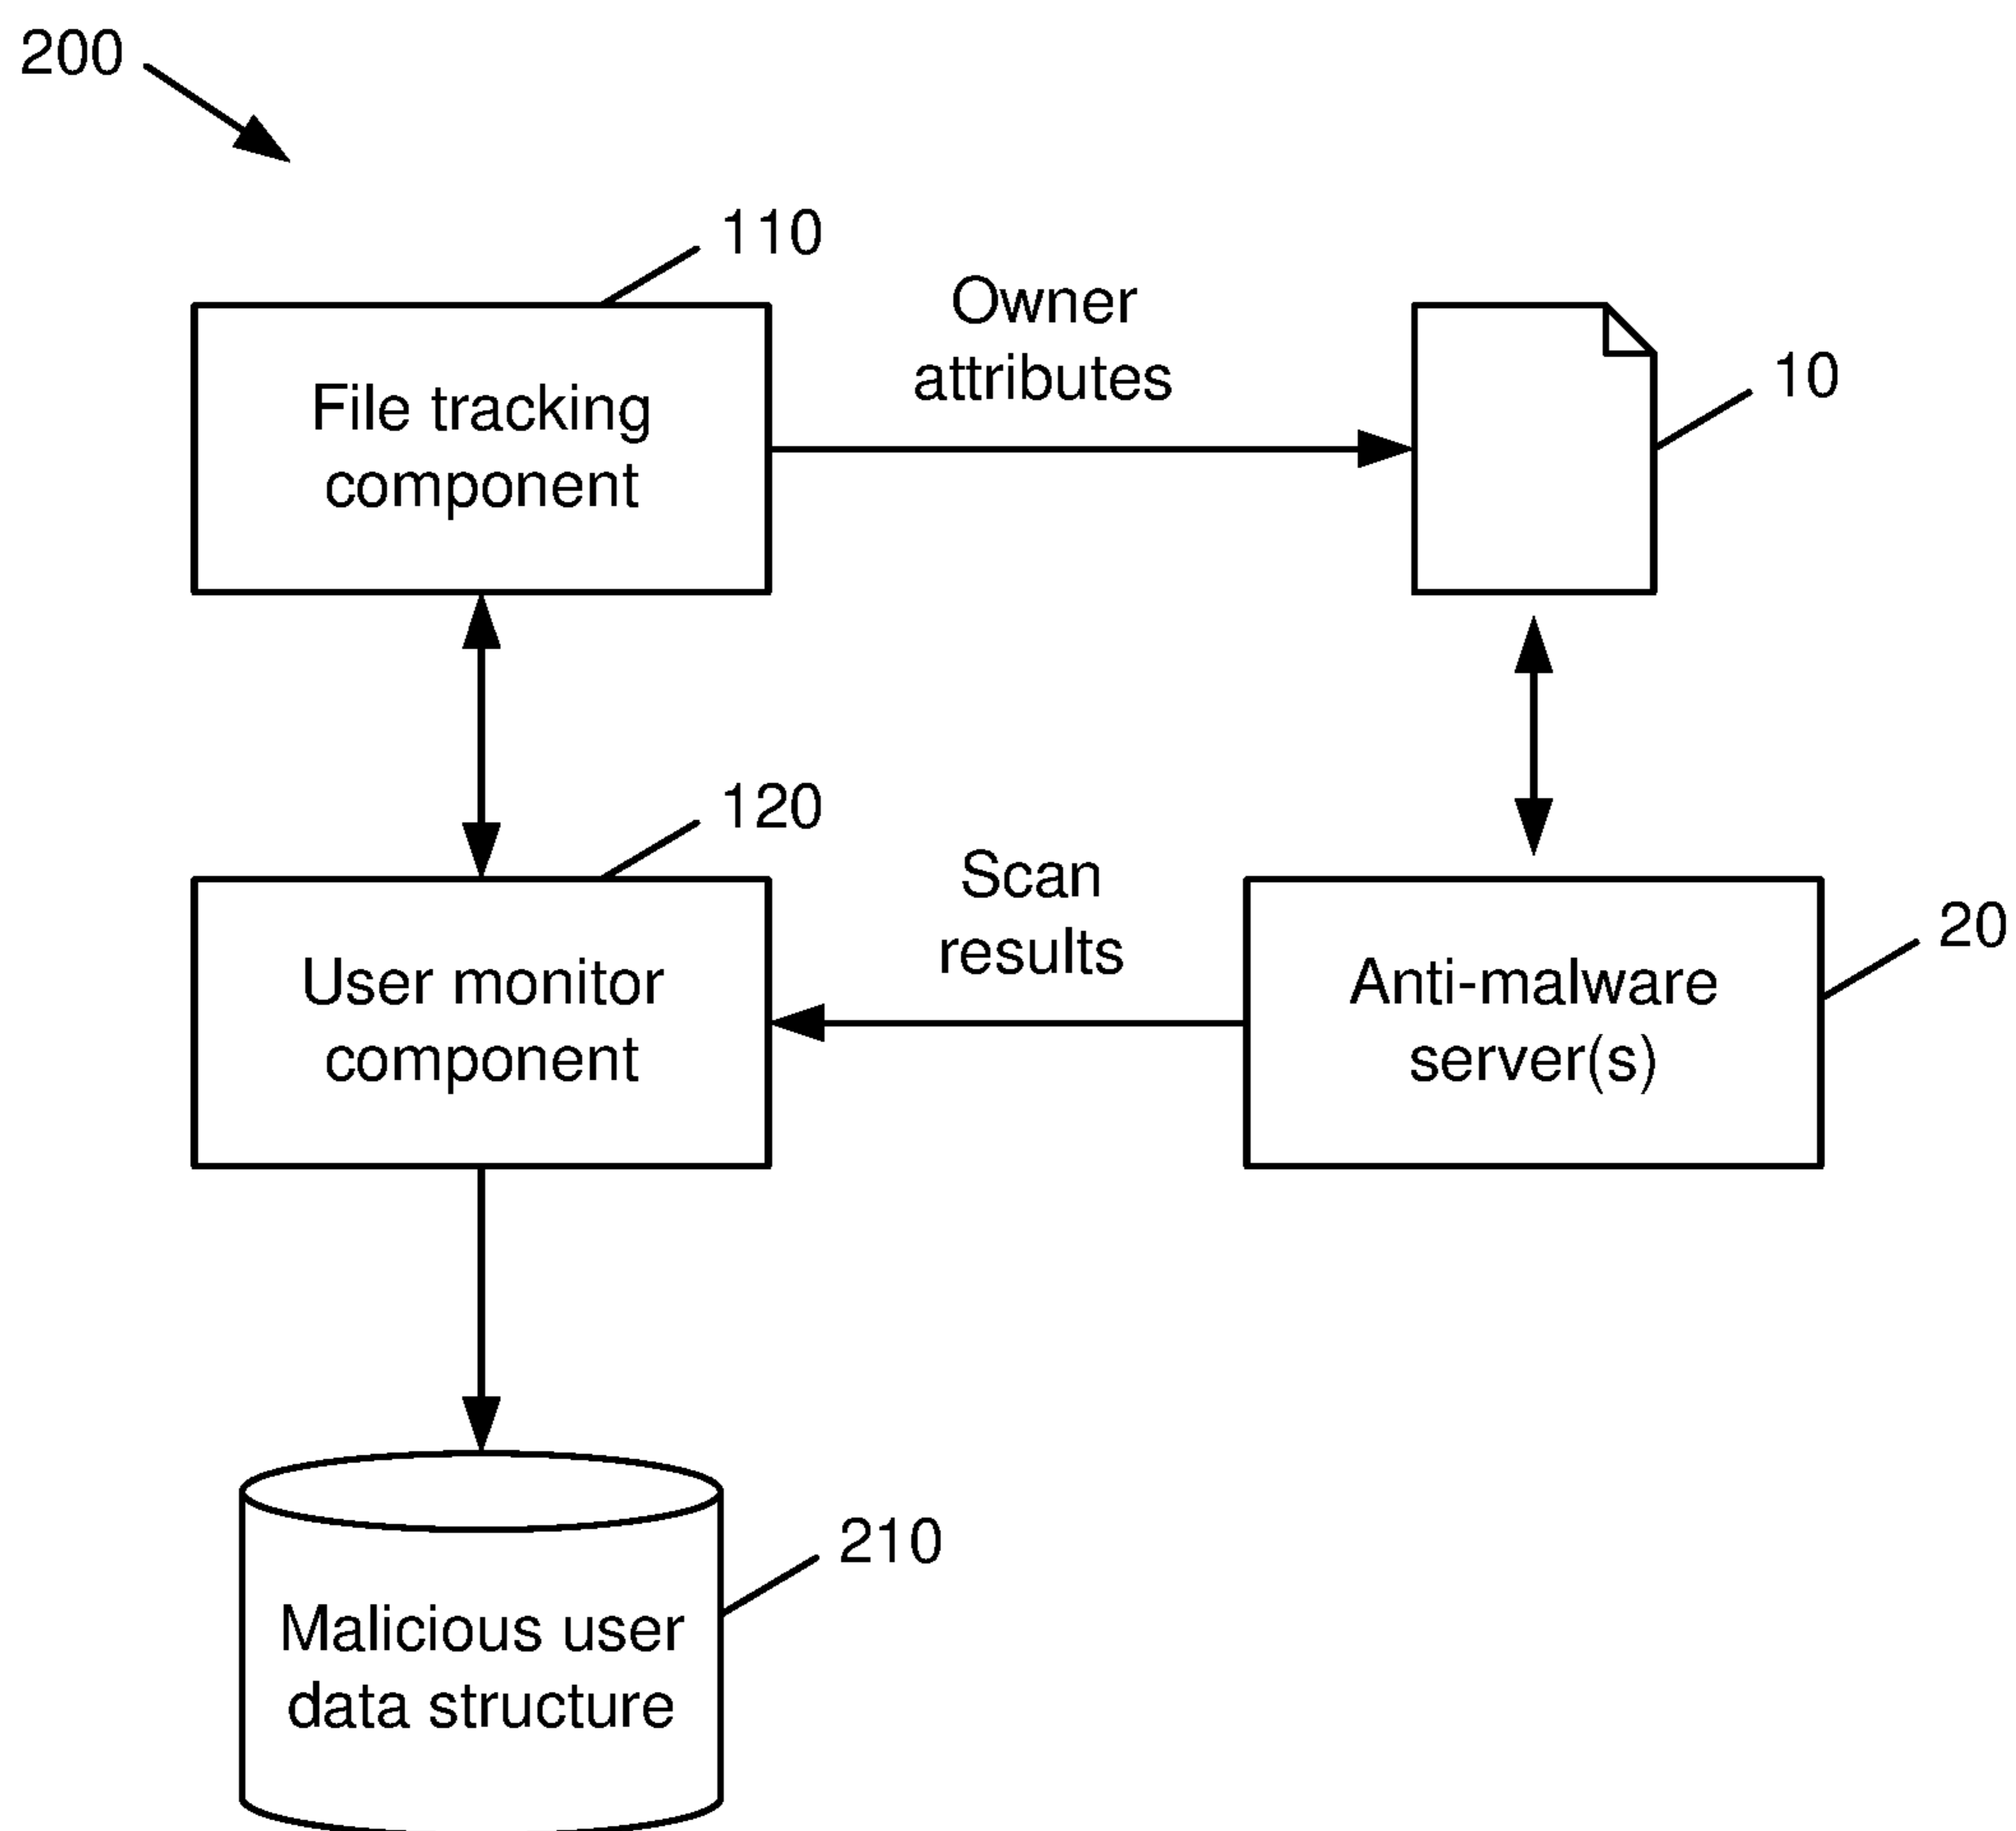 200
110
Owner
attributes
10
File tracking
component
120
Scan
results
20
User monitor
component
Anti-malware
server(s)
210
Malicious user
data structure